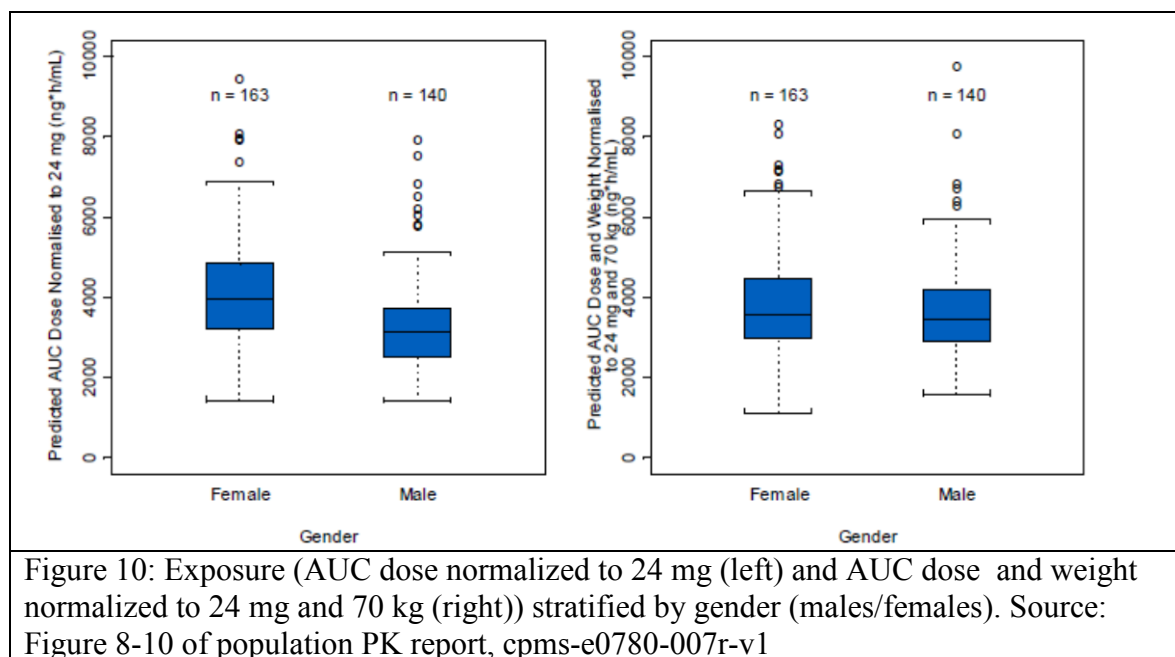 Predicted AUC Dose Normalised to 24 mg (ng*h/mL)
10000
8000
6000
4000
2000
0
n = 163
n = 140
Female
Male
Gender
Predicted AUC Dose and Weight Normalised
to 24 mg and 70 kg (ng*h/mL)
10000
8000
6000
4000
2000
0
n = 163
n = 140
Female
Male
Gender
Figure 10: Exposure (AUC dose normalized to 24 mg (left) and AUC dose and weight
normalized to 24 mg and 70 kg (right)) stratified by gender (males/females). Source:
Figure 8-10 of population PK report, cpms-e0780-007r-v1